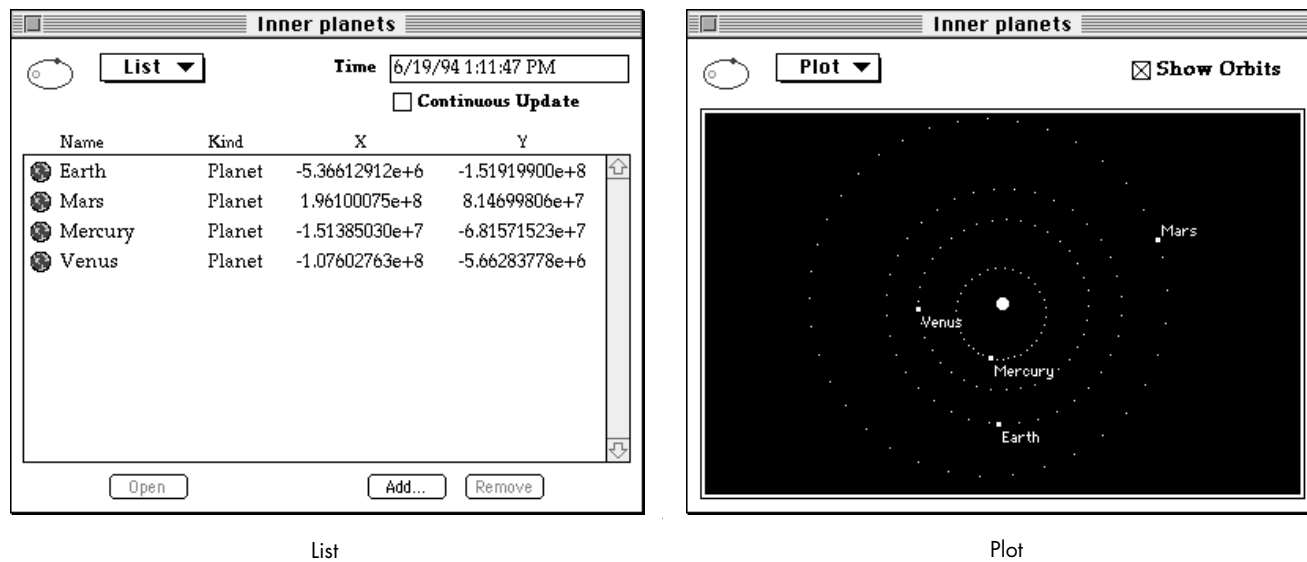 Inner planets
List
Time 6/19/94 1:11:47 PM
Continuous Update
Name Kind X Y
Earth Planet -5.36612912e+6 -1.51919900e+8
Mars Planet 1.96100075e+8 8.14699806e+7
Mercury Planet -1.51385030e+7 -6.81571523e+7
Venus Planet -1.07602763e+8 -5.66283778e+6
Open Add... Remove
List
Inner planets
Plot
Show Orbits
Mars
Venus
Mercury
Earth
Plot